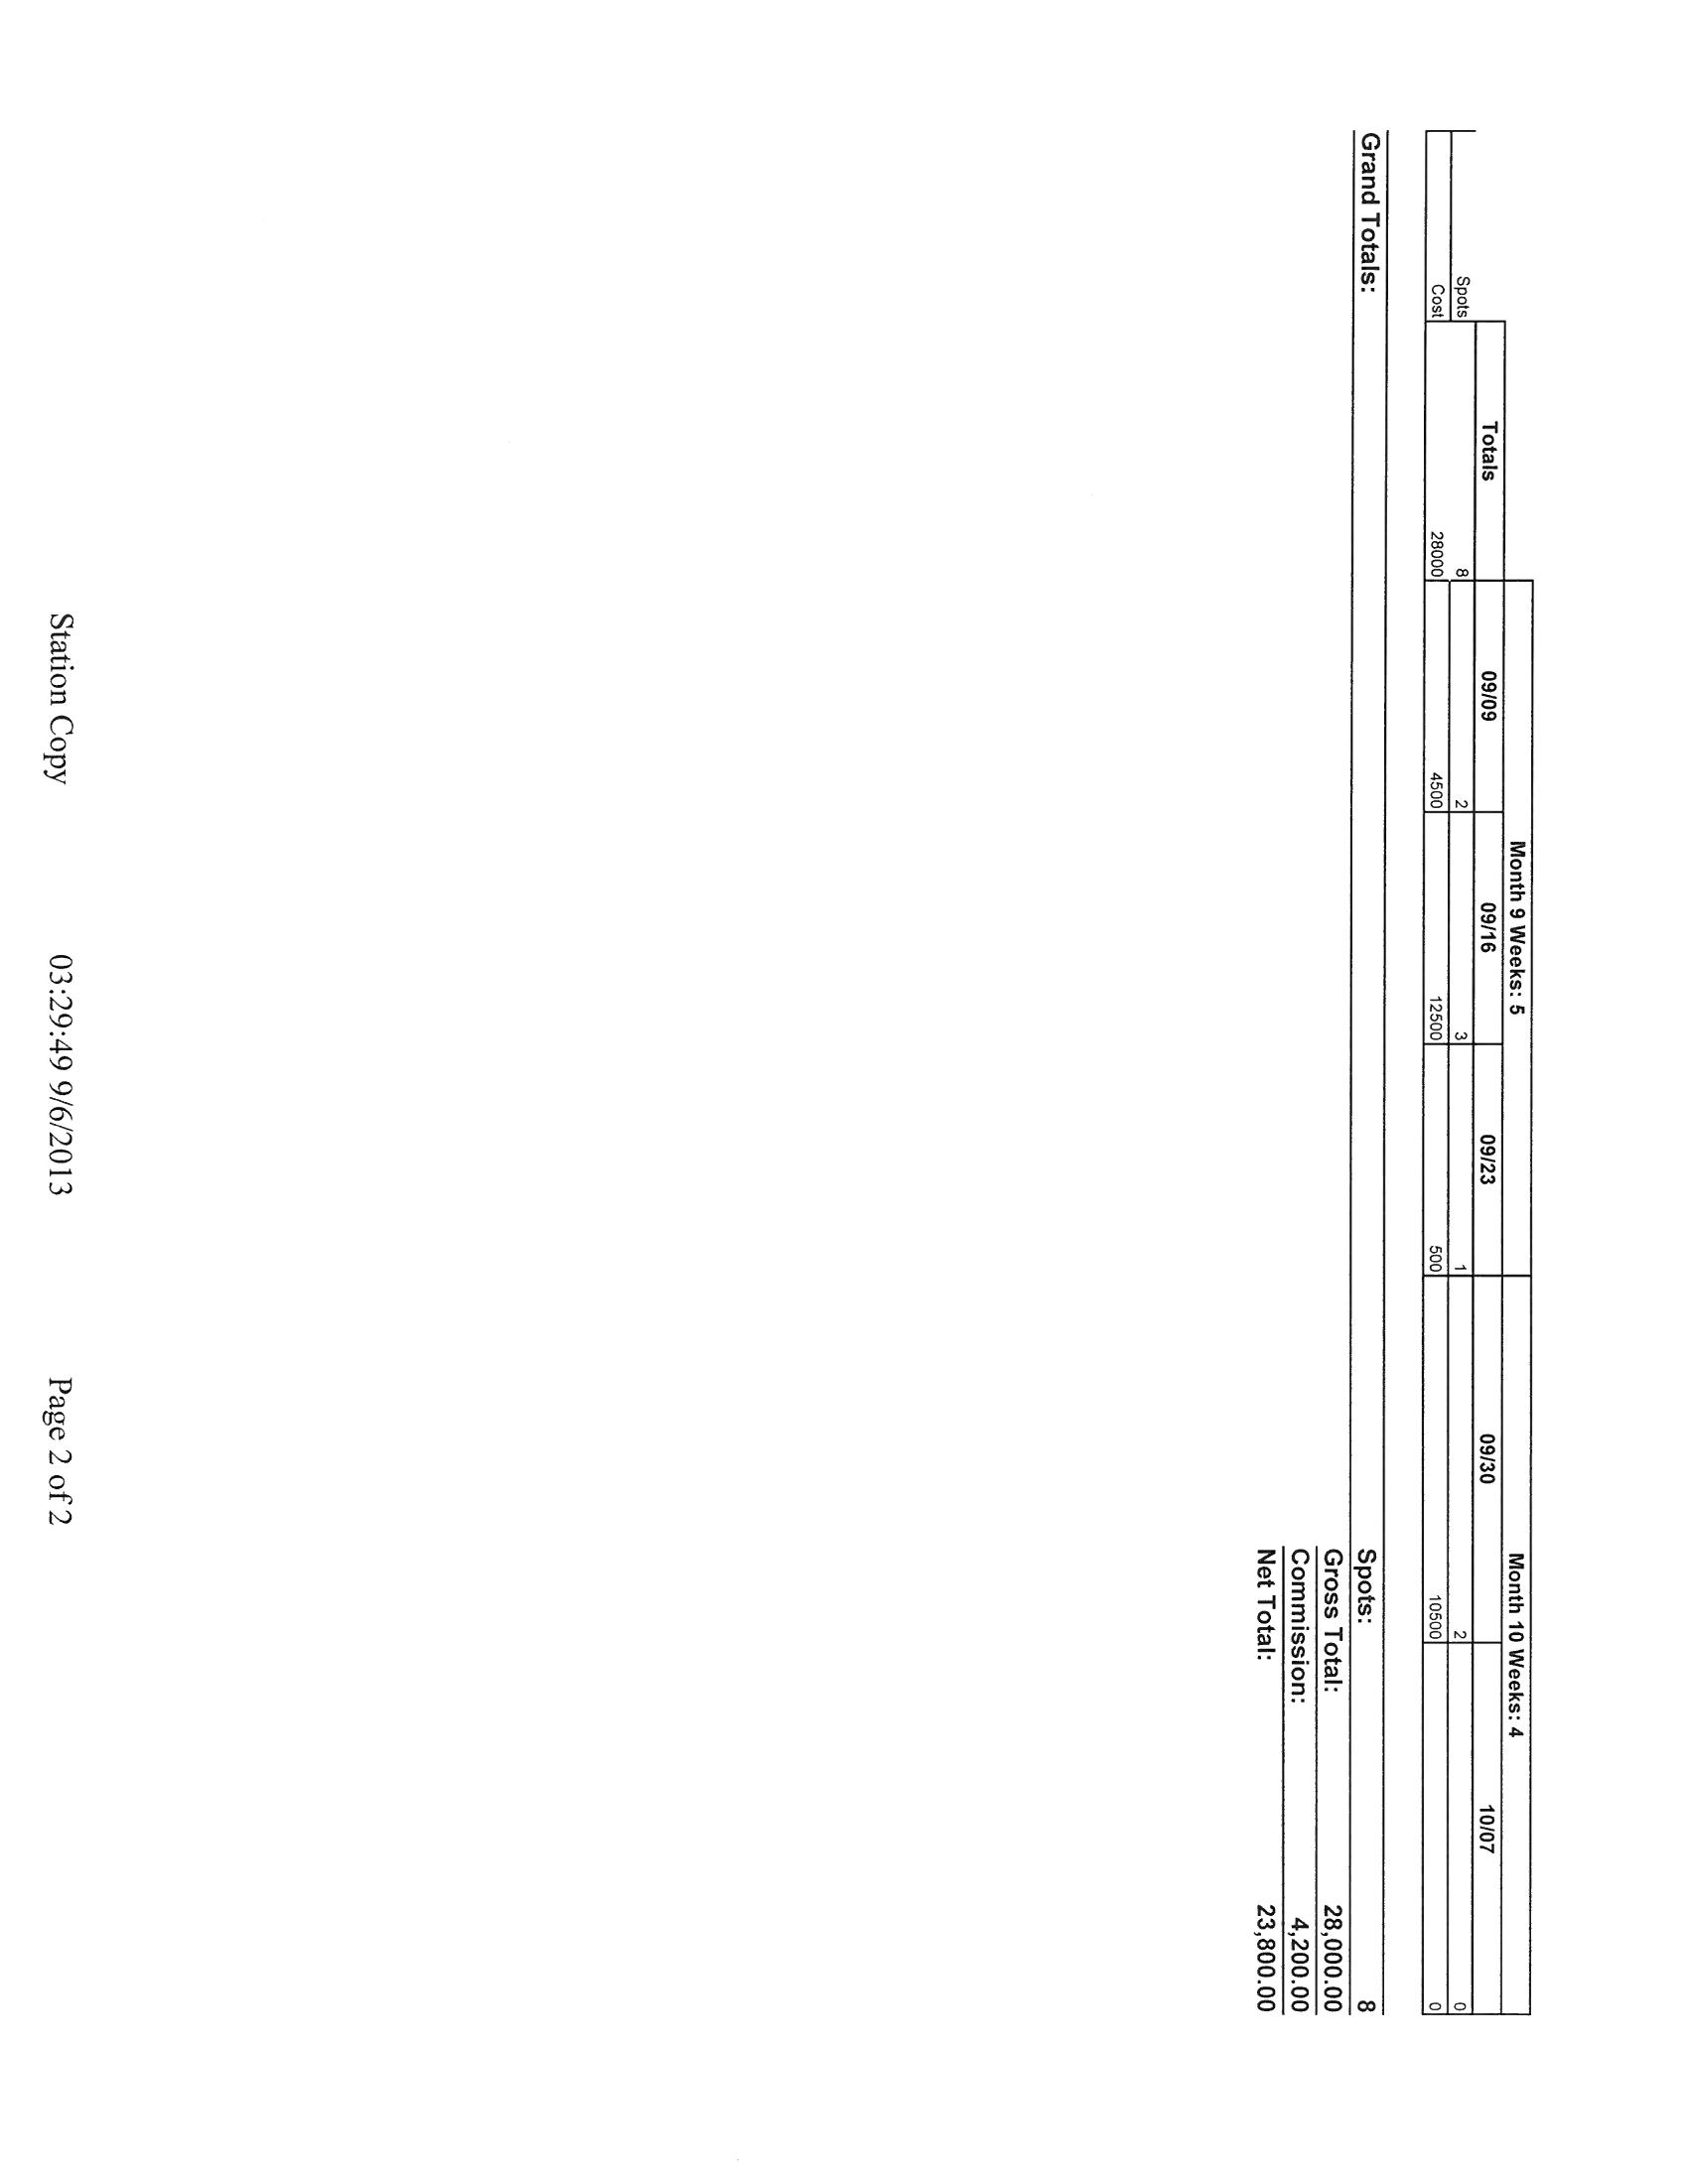 Month 9 Weeks: 5 Month 10 Weeks: 4
Totals 09/09 09/16 09/23 09/30 10/07
Spots 8 2 3 1 2 0
Cost 28000 4500 12500 500 10500 0
Grand Totals: Spots: 8
Gross Total: 28,000.00
Commission: 4,200.00
Net Total: 23,800.00
Station Copy 03:29:49 9/6/2013 Page 2 of 2